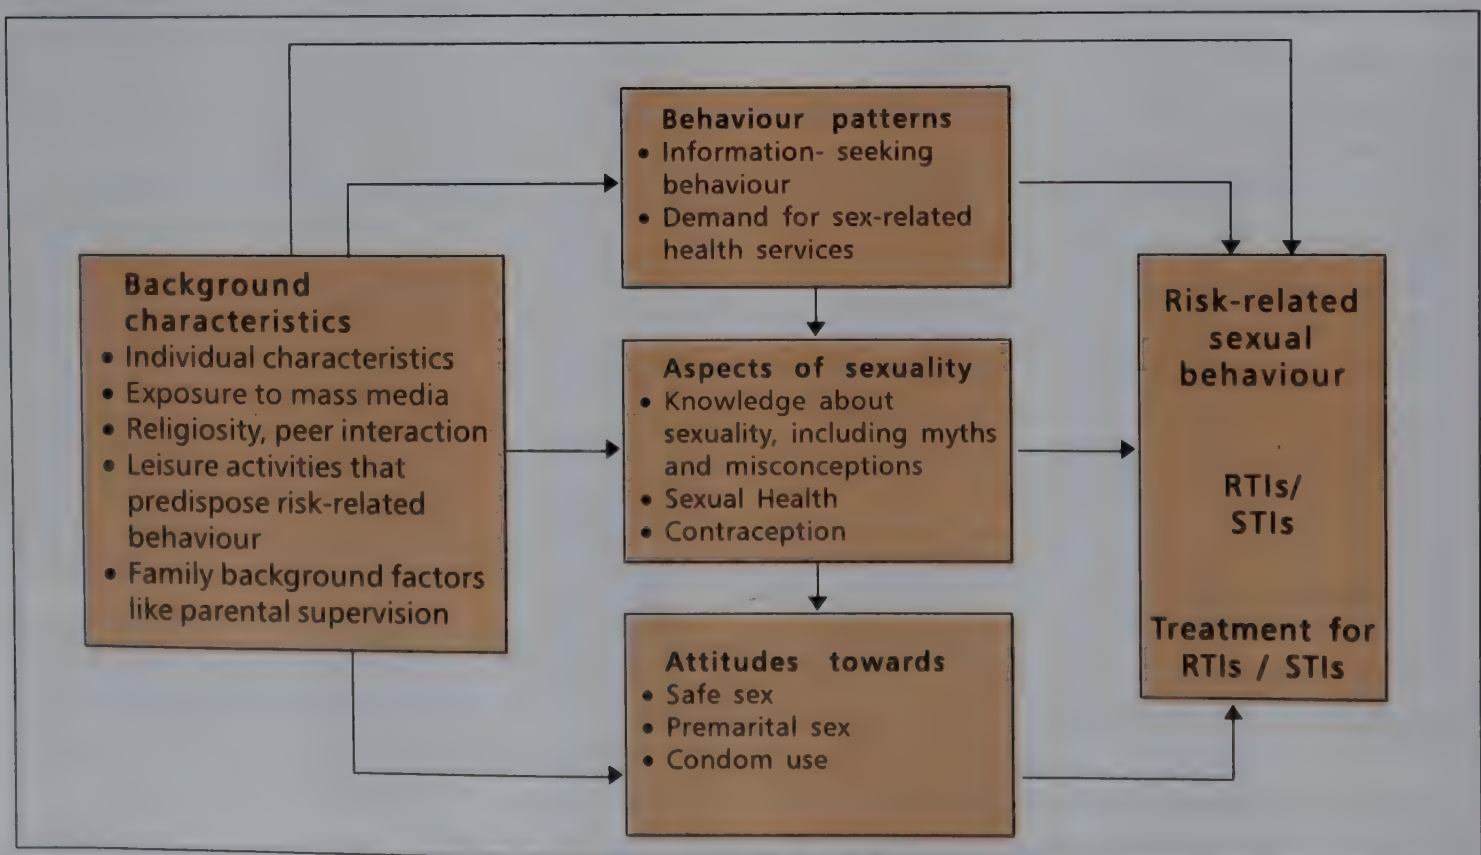 Behaviour patterns
• Information- seeking
behaviour
• Demand for sex-related
health services
Background
characteristics
• Individual characteristics
• Exposure to mass media
• Religiosity, peer interaction
• Leisure activities that
predispose risk-related
behaviour
• Family background factors
like parental supervision
Aspects of sexuality
• Knowledge about
sexuality, including myths
and misconceptions
• Sexual Health
• Contraception
Attitudes towards
• Safe sex
• Premarital sex
• Condom use
Risk-related
sexual
behaviour
RTIs/
STIs
Treatment for
RTIs / STIs